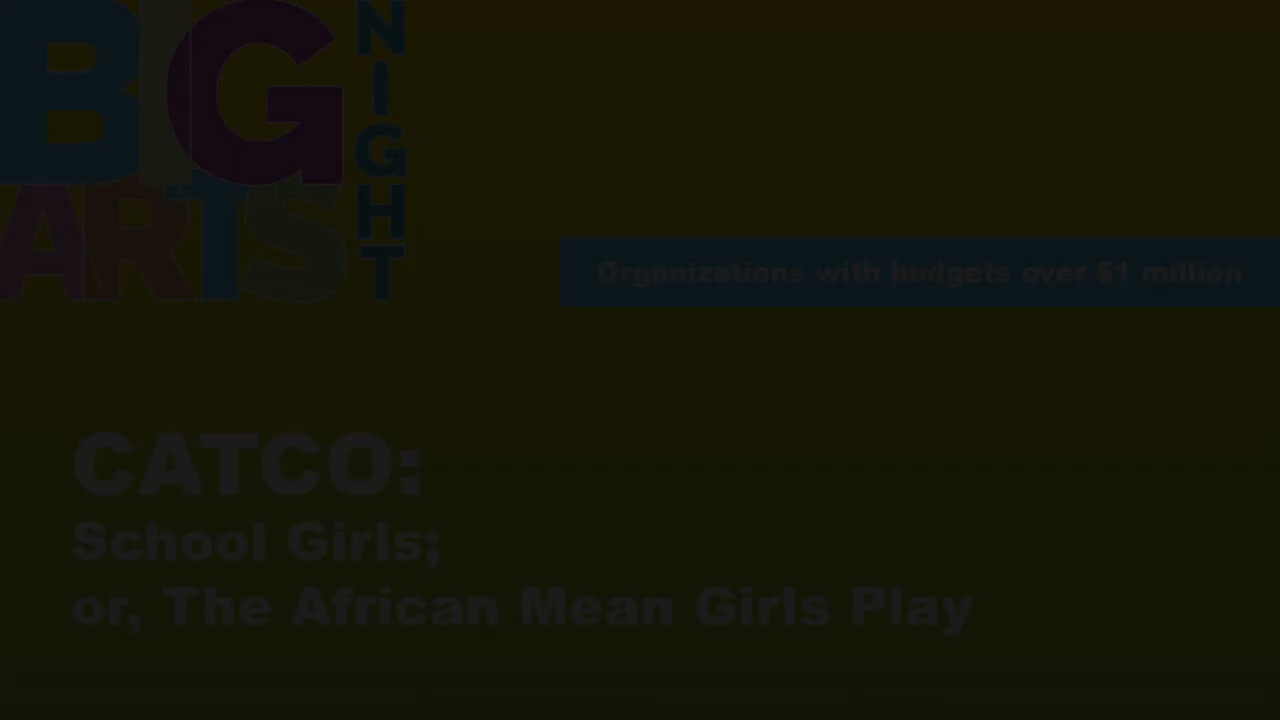 BIG
ARTS
NIGHT
Organizations with budgets over $1 million
CATCO:
School Girls;
or, The African Mean Girls Play